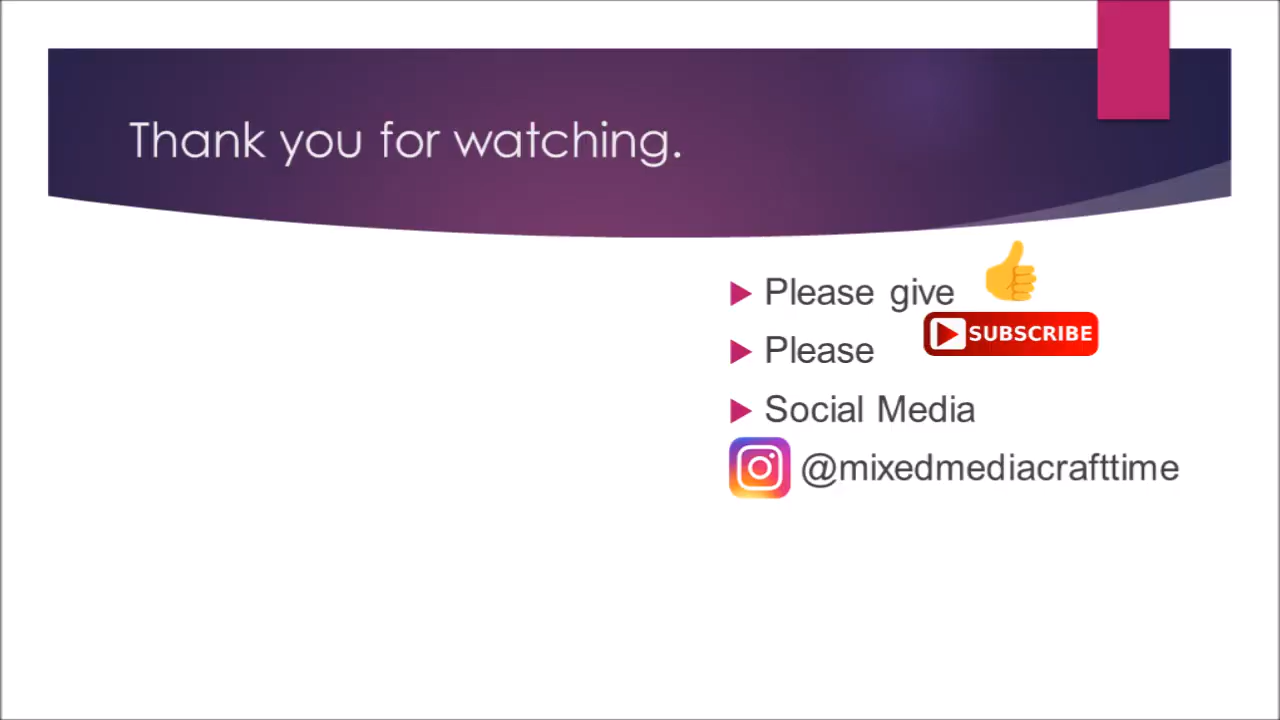 Thank you for watching.
Please give
SUBSCRIBE
Please
Social Media
@mixedmediacrafttime